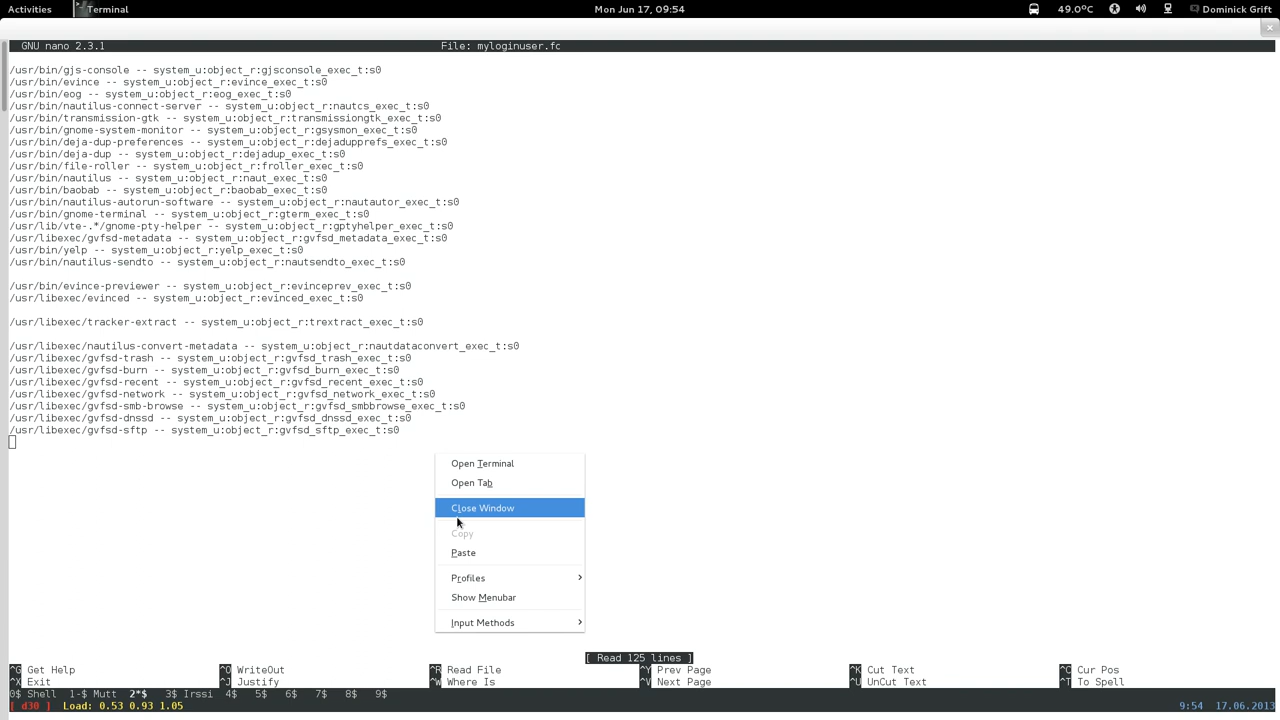 Activities Terminal Mon Jun 17, 09:54 49.0°C Dominick Grift
GNU nano 2.3.1 File: myloginuser.fc
/usr/bin/gjs-console -- system_u:object_r:gjsconsole_exec_t:s0
/usr/bin/evince -- system_u:object_r:evince_exec_t:s0
/usr/bin/eog -- system_u:object_r:eog_exec_t:s0
/usr/bin/nautilus-connect-server -- system_u:object_r:nautcs_exec_t:s0
/usr/bin/transmission-gtk -- system_u:object_r:transmissiongtk_exec_t:s0
/usr/bin/gnome-system-monitor -- system_u:object_r:gsysmon_exec_t:s0
/usr/bin/deja-dup-preferences -- system_u:object_r:dejadupprefs_exec_t:s0
/usr/bin/deja-dup -- system_u:object_r:dejadup_exec_t:s0
/usr/bin/file-roller -- system_u:object_r:froller_exec_t:s0
/usr/bin/nautilus -- system_u:object_r:naut_exec_t:s0
/usr/bin/baobab -- system_u:object_r:baobab_exec_t:s0
/usr/bin/nautilus-autorun-software -- system_u:object_r:nautautor_exec_t:s0
/usr/bin/gnome-terminal -- system_u:object_r:gterm_exec_t:s0
/usr/lib/vte-.*/gnome-pty-helper -- system_u:object_r:gptyhelper_exec_t:s0
/usr/libexec/gvfsd-metadata -- system_u:object_r:gvfsd_metadata_exec_t:s0
/usr/bin/yelp -- system_u:object_r:yelp_exec_t:s0
/usr/bin/nautilus-sendto -- system_u:object_r:nautsendto_exec_t:s0
/usr/bin/evince-previewer -- system_u:object_r:evinceprev_exec_t:s0
/usr/libexec/evinced -- system_u:object_r:evinced_exec_t:s0
/usr/libexec/tracker-extract -- system_u:object_r:trextract_exec_t:s0
/usr/libexec/nautilus-convert-metadata -- system_u:object_r:nautdataconvert_exec_t:s0
/usr/libexec/gvfsd-trash -- system_u:object_r:gvfsd_trash_exec_t:s0
/usr/libexec/gvfsd-burn -- system_u:object_r:gvfsd_burn_exec_t:s0
/usr/libexec/gvfsd-recent -- system_u:object_r:gvfsd_recent_exec_t:s0
/usr/libexec/gvfsd-network -- system_u:object_r:gvfsd_network_exec_t:s0
/usr/libexec/gvfsd-smb-browse -- system_u:object_r:gvfsd_smbbrowse_exec_t:s0
/usr/libexec/gvfsd-dnssd -- system_u:object_r:gvfsd_dnssd_exec_t:s0
/usr/libexec/gvfsd-sftp -- system_u:object_r:gvfsd_sftp_exec_t:s0
Open Terminal
Open Tab
Close Window
Copy
Paste
Profiles
Show Menubar
Input Methods
[ Read 125 lines ]
^G Get Help ^O WriteOut ^R Read File ^Y Prev Page ^K Cut Text ^C Cur Pos
^X Exit ^J Justify ^W Where Is ^V Next Page ^U UnCut Text ^T To Spell
0$ Shell 1-$ Mutt 2*$ 3$ Irssi 4$ 5$ 6$ 7$ 8$ 9$
[ d30 ] Load: 0.53 0.93 1.05 9:54 17.06.2013